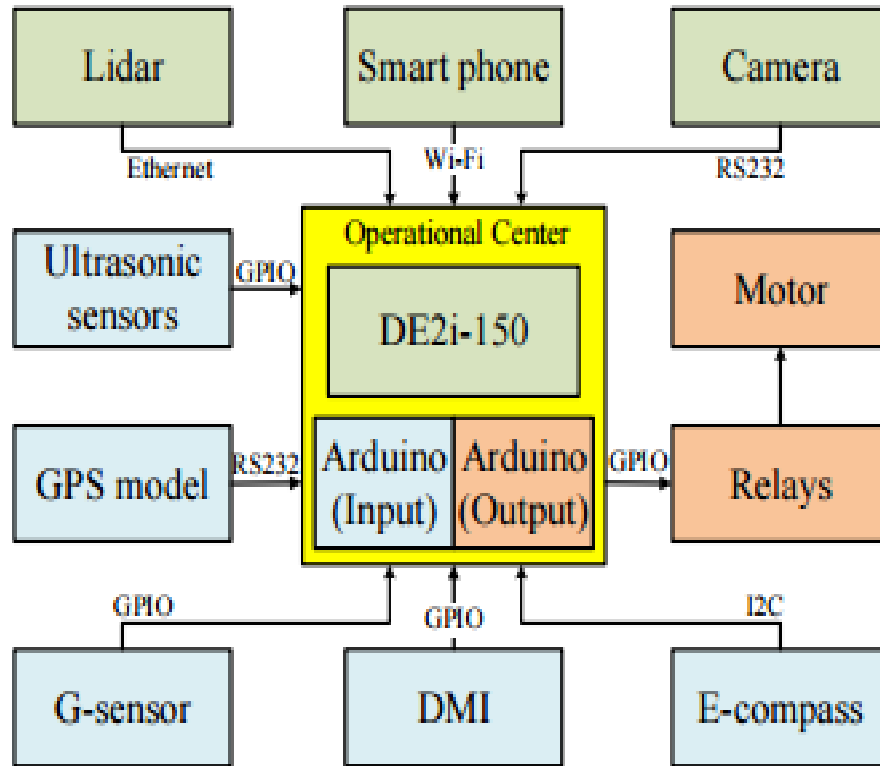 Lidar
Smart phone
Camera
Ethernet
Wi-Fi
RS232
Operational Center
Ultrasonic
sensors
GPIO
DE2i-150
Motor
GPS model
RS232
Arduino
(Input)
Arduino
(Output)
GPIO
Relays
GPIO
GPIO
I2C
G-sensor
DMI
E-compass